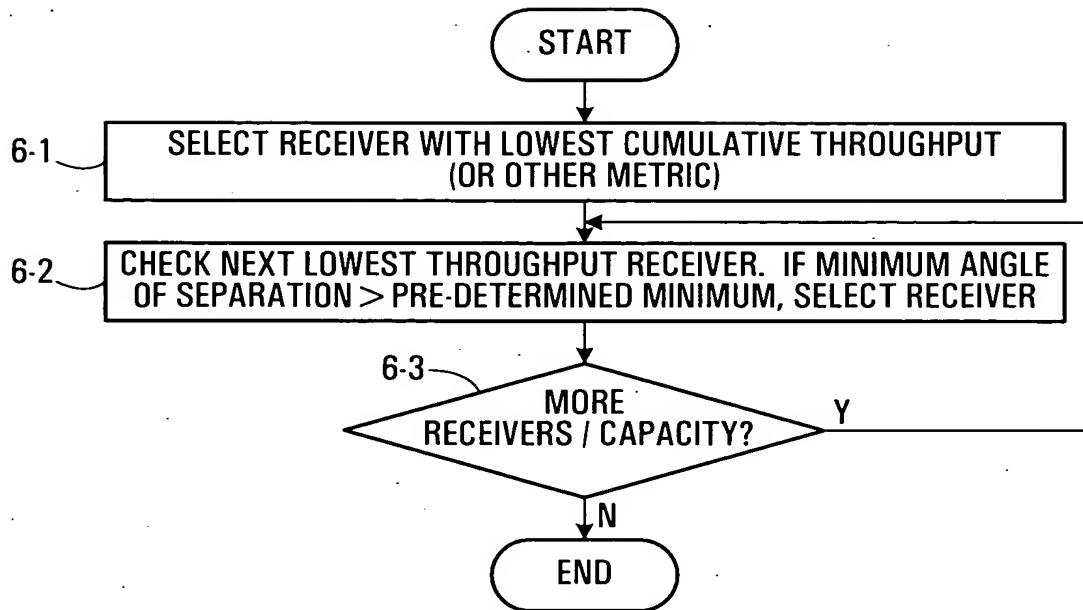 START
6-1
SELECT RECEIVER WITH LOWEST CUMULATIVE THROUGHPUT
(OR OTHER METRIC)
6-2
CHECK NEXT LOWEST THROUGHPUT RECEIVER. IF MINIMUM ANGLE
OF SEPARATION > PRE-DETERMINED MINIMUM, SELECT RECEIVER
6-3
MORE
RECEIVERS / CAPACITY?
Y
N
END